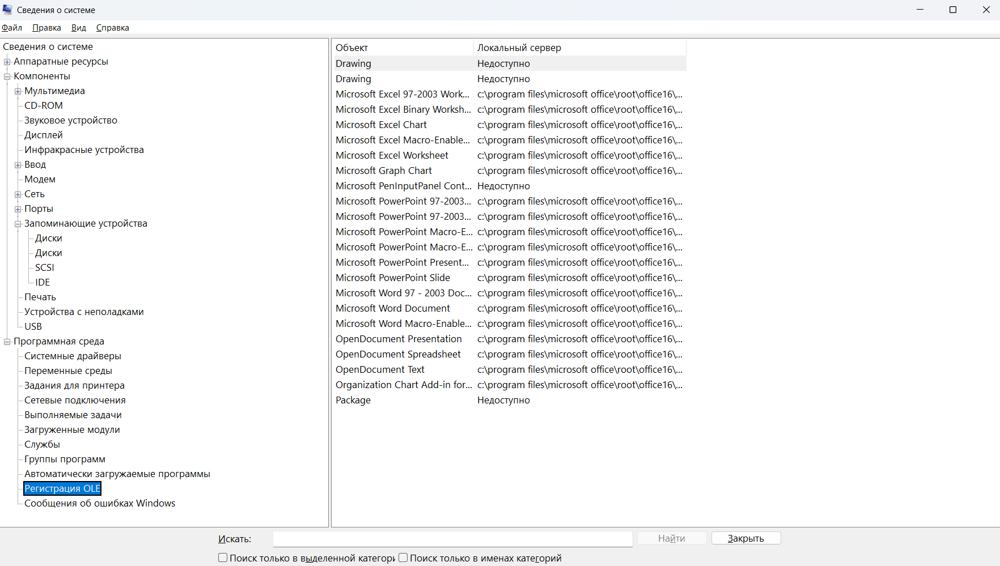 Сведения о системе
Файл Правка Вид Справка
Сведения о системе
Аппаратные ресурсы
Компоненты
Мультимедиа
CD-ROM
Звуковое устройство
Дисплей
Инфракрасные устройства
Ввод
Модем
Сеть
Порты
Запоминающие устройства
Диски
Диски
SCSI
IDE
Печать
Устройства с неполадками
USB
Программная среда
Системные драйверы
Переменные среды
Задания для принтера
Сетевые подключения
Выполняемые задачи
Загруженные модули
Службы
Группы программ
Автоматически загружаемые программы
Регистрация OLE
Сообщения об ошибках Windows
Объект Локальный сервер
Drawing Недоступно
Drawing Недоступно
Microsoft Excel 97-2003 Work... c:\program files\microsoft office\root\office16\...
Microsoft Excel Binary Worksh... c:\program files\microsoft office\root\office16\...
Microsoft Excel Chart c:\program files\microsoft office\root\office16\...
Microsoft Excel Macro-Enable... c:\program files\microsoft office\root\office16\...
Microsoft Excel Worksheet c:\program files\microsoft office\root\office16\...
Microsoft Graph Chart c:\program files\microsoft office\root\office16\...
Microsoft PenInputPanel Cont... Недоступно
Microsoft PowerPoint 97-2003... c:\program files\microsoft office\root\office16\...
Microsoft PowerPoint 97-2003... c:\program files\microsoft office\root\office16\...
Microsoft PowerPoint Macro-E... c:\program files\microsoft office\root\office16\...
Microsoft PowerPoint Macro-E... c:\program files\microsoft office\root\office16\...
Microsoft PowerPoint Present... c:\program files\microsoft office\root\office16\...
Microsoft PowerPoint Slide c:\program files\microsoft office\root\office16\...
Microsoft Word 97 - 2003 Doc... c:\program files\microsoft office\root\office16\...
Microsoft Word Document c:\program files\microsoft office\root\office16\...
Microsoft Word Macro-Enable... c:\program files\microsoft office\root\office16\...
OpenDocument Presentation c:\program files\microsoft office\root\office16\...
OpenDocument Spreadsheet c:\program files\microsoft office\root\office16\...
OpenDocument Text c:\program files\microsoft office\root\office16\...
Organization Chart Add-in for... c:\program files\microsoft office\root\office16\...
Package Недоступно
Искать: Найти Закрыть
Поиск только в выделенной категори Поиск только в именах категорий